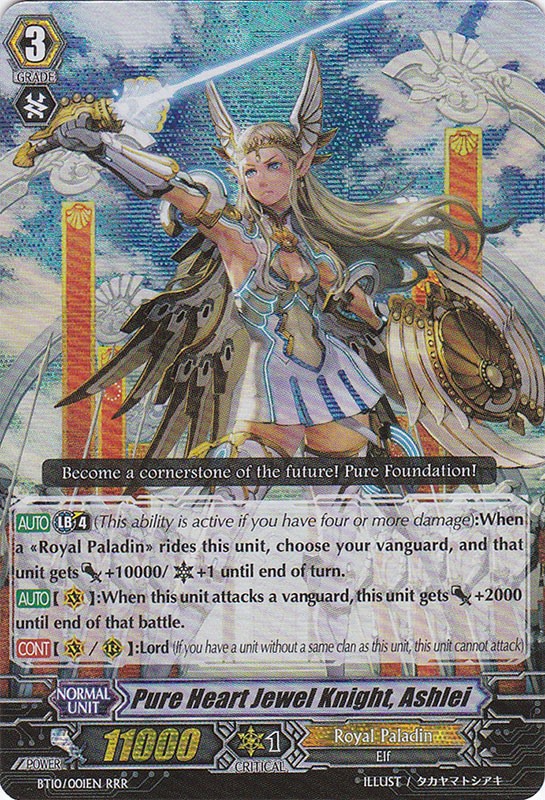 3
GRADE
Become a cornerstone of the future! Pure Foundation!
AUTO LB 4 (This ability is active if you have four or more damage):When
a «Royal Paladin» rides this unit, choose your vanguard, and that
unit gets +10000/ +1 until end of turn.
AUTO [ ]:When this unit attacks a vanguard, this unit gets +2000
until end of that battle.
CONT [ / ]:Lord (If you have a unit without a same clan as this unit, this unit cannot attack)
NORMAL
UNIT
Pure Heart Jewel Knight, Ashlei
POWER
11000
1
CRITICAL
Royal Paladin
Elf
BT10/001EN RRR
ILLUST / タカヤマトシアキ